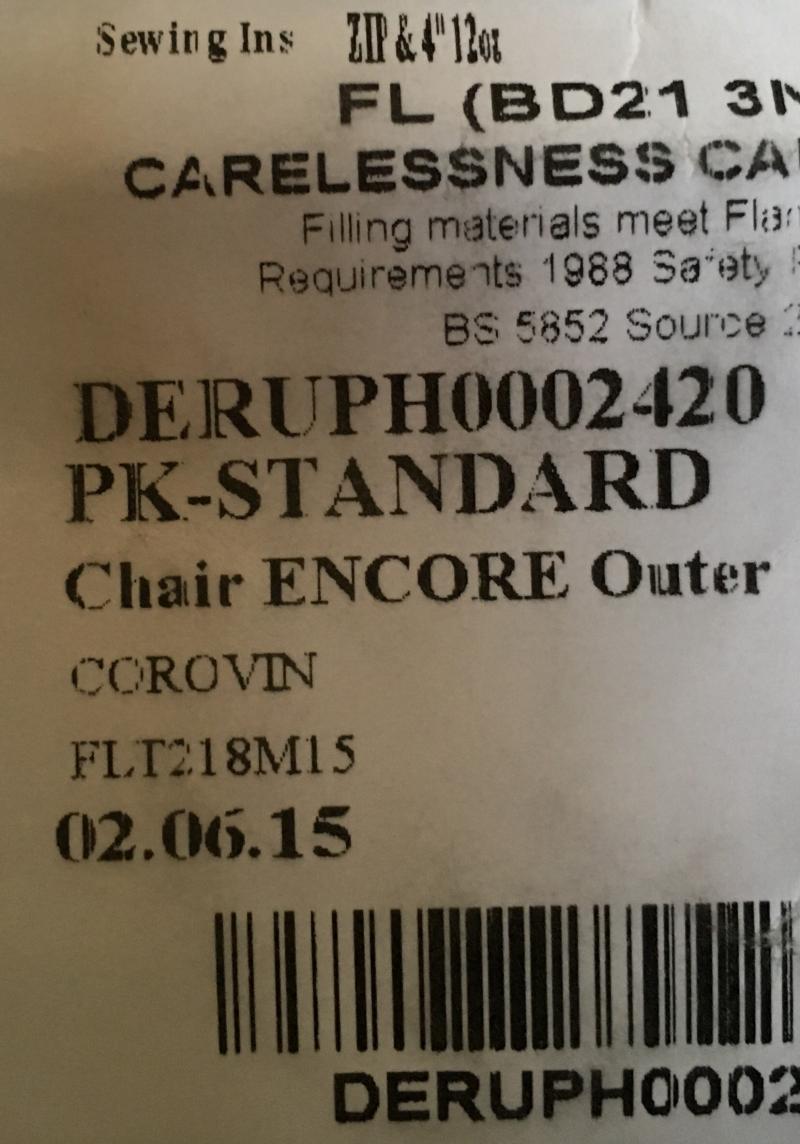 Sewing Ins ZIP & 4" 12oz
FL (BD21 3
CARELESSNESS CA
Filling materials meet Fla
Requirements 1988 Safety
BS 5852 Source
DERUPH0002420
PK-STANDARD
Chair ENCORE Outer
COROVIN
FLT218M15
02.06.15
DERUPH0002